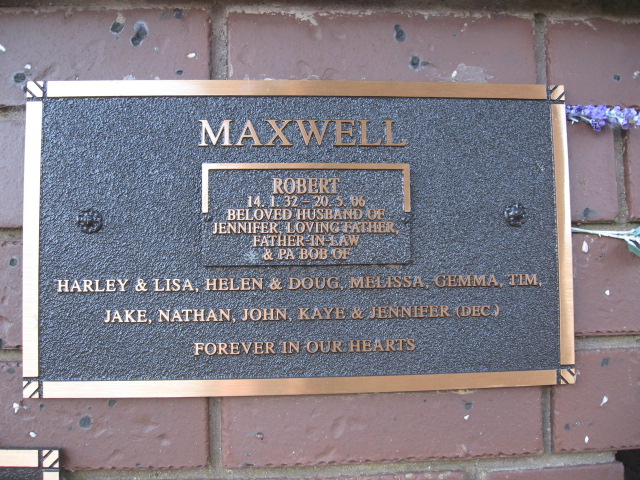 MAXWELL
ROBERT
14. 1. 32 - 20. 5. 06
BELOVED HUSBAND OF
JENNIFER, LOVING FATHER,
FATHER-IN-LAW
& PA BOB OF
HARLEY & LISA, HELEN & DOUG, MELISSA, GEMMA, TIM,
JAKE, NATHAN, JOHN, KAYE & JENNIFER (DEC.)
FOREVER IN OUR HEARTS